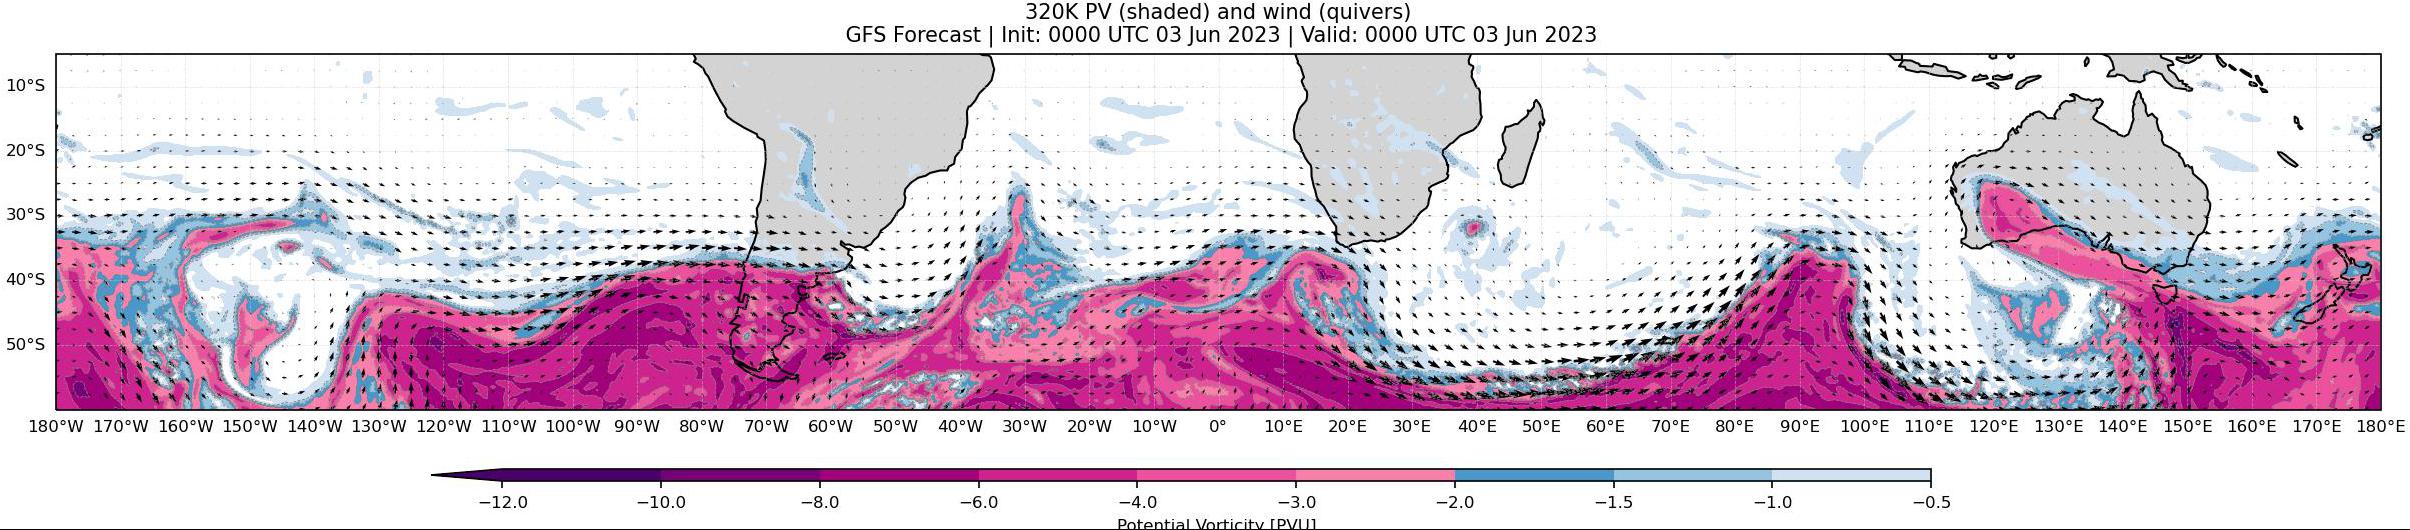 320K PV (shaded) and wind (quivers)
GFS Forecast | Init: 0000 UTC 03 Jun 2023 | Valid: 0000 UTC 03 Jun 2023
10°S
20°S
30°S
40°S
50°S
180°W 170°W 160°W 150°W 140°W 130°W 120°W 110°W 100°W 90°W 80°W 70°W 60°W 50°W 40°W 30°W 20°W 10°W 0° 10°E 20°E 30°E 40°E 50°E 60°E 70°E 80°E 90°E 100°E 110°E 120°E 130°E 140°E 150°E 160°E 170°E 180°E
−12.0 −10.0 −8.0 −6.0 −4.0 −3.0 −2.0 −1.5 −1.0 −0.5
Potential Vorticity [PVU]